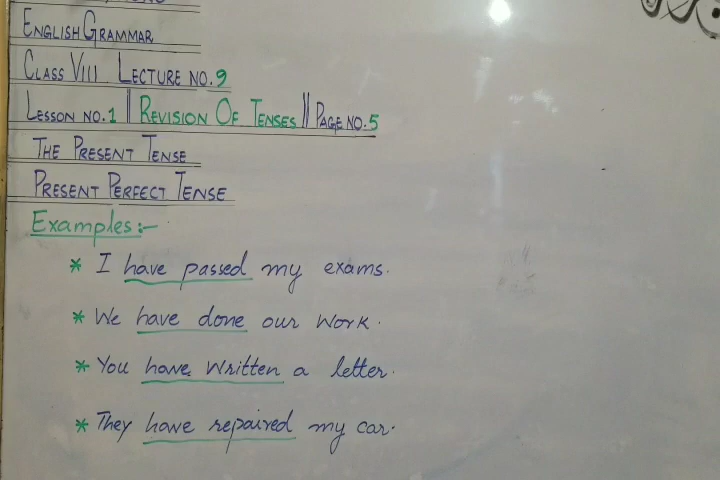 ENGLISH GRAMMAR
CLASS VIII LECTURE NO.9
LESSON NO.1 || REVISION OF TENSES || PAGE NO.5
THE PRESENT TENSE
PRESENT PERFECT TENSE
Examples:-
* I have passed my exams.
* We have done our work.
* You have written a letter.
* They have repaired my car.